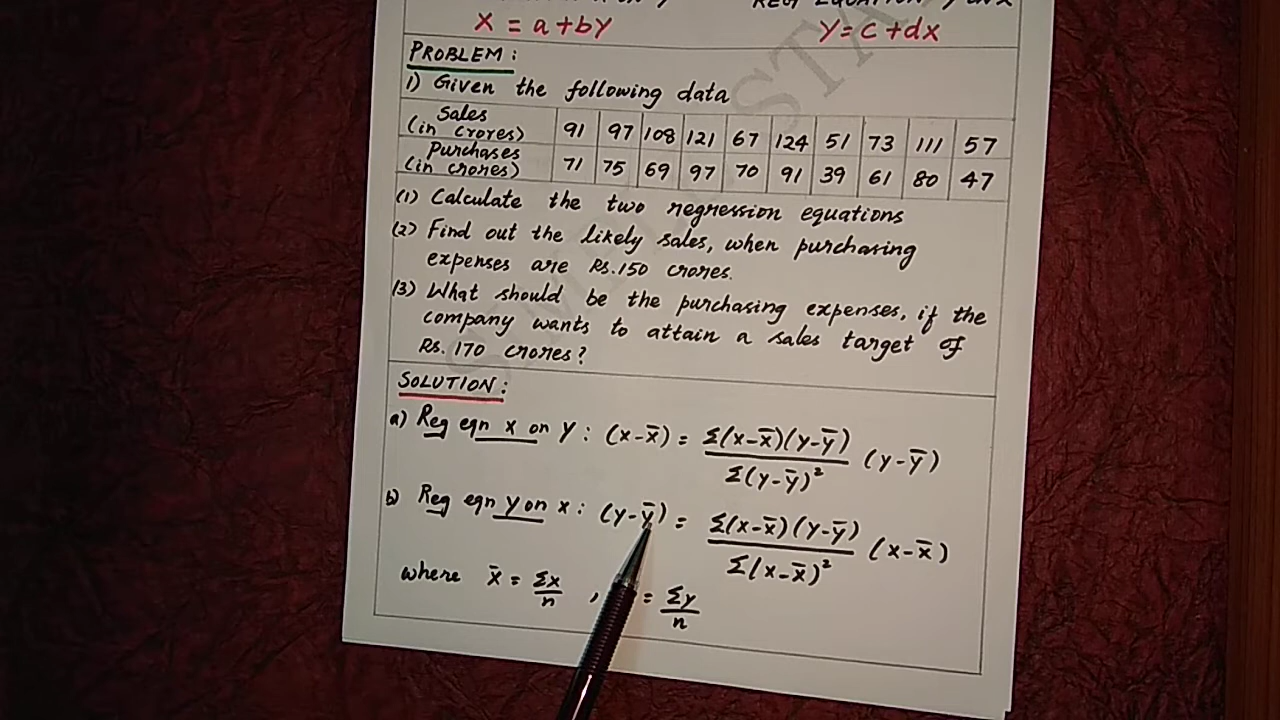 X = a+by Y=c+dx
PROBLEM:
1) Given the following data
Sales (in crores) 91 97 108 121 67 124 51 73 111 57
Purchases (in crores) 71 75 69 97 70 91 39 61 80 47
(1) Calculate the two regression equations
(2) Find out the likely sales, when purchasing
expenses are Rs.150 crores.
(3) What should be the purchasing expenses, if the
company wants to attain a sales target of
Rs. 170 crores?
SOLUTION:
a) Reg eqn x on y: (x-x̄) = Σ(x-x̄)(y-ȳ)/Σ(y-ȳ)² (y-ȳ)
b) Reg eqn y on x: (y-ȳ) = Σ(x-x̄)(y-ȳ)/Σ(x-x̄)² (x-x̄)
where x̄ = Σx/n , = Σy/n